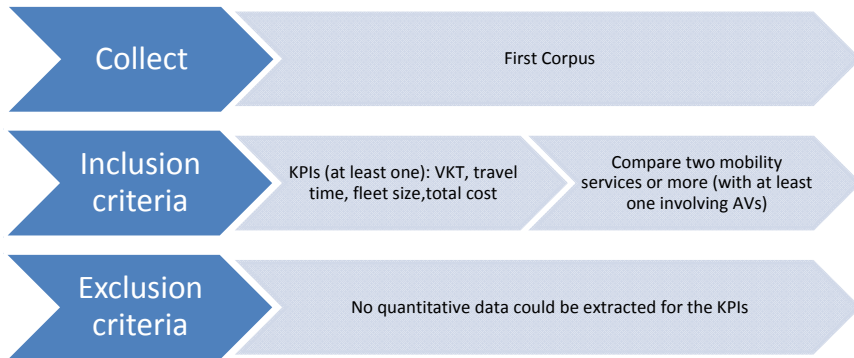 Collect
First Corpus
Inclusion
criteria
KPIs (at least one): VKT, travel
time, fleet size,total cost
Compare two mobility
services or more (with at least
one involving AVs)
Exclusion
criteria
No quantitative data could be extracted for the KPIs